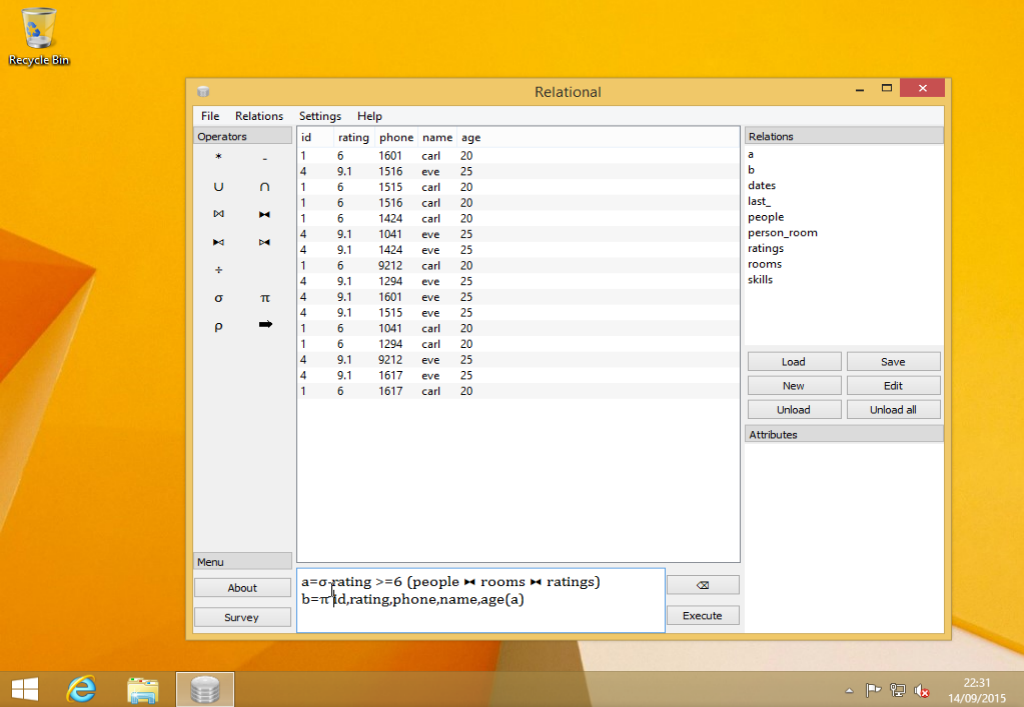 Recycle Bin
Relational
File Relations Settings Help
Operators
* -
∪ ∩
⋈ ⧓
⧑ ⧒
÷
σ π
ρ ➡
Menu
About
Survey
id rating phone name age
1 6 1601 carl 20
4 9.1 1516 eve 25
1 6 1515 carl 20
1 6 1516 carl 20
1 6 1424 carl 20
4 9.1 1041 eve 25
4 9.1 1424 eve 25
1 6 9212 carl 20
4 9.1 1294 eve 25
4 9.1 1601 eve 25
4 9.1 1515 eve 25
1 6 1041 carl 20
1 6 1294 carl 20
4 9.1 9212 eve 25
4 9.1 1617 eve 25
1 6 1617 carl 20
a=σ rating >=6 (people ⧓ rooms ⧓ ratings)
b=π id,rating,phone,name,age(a)
⌫
Execute
Relations
a
b
dates
last_
people
person_room
ratings
rooms
skills
Load Save
New Edit
Unload Unload all
Attributes
22:31
14/09/2015